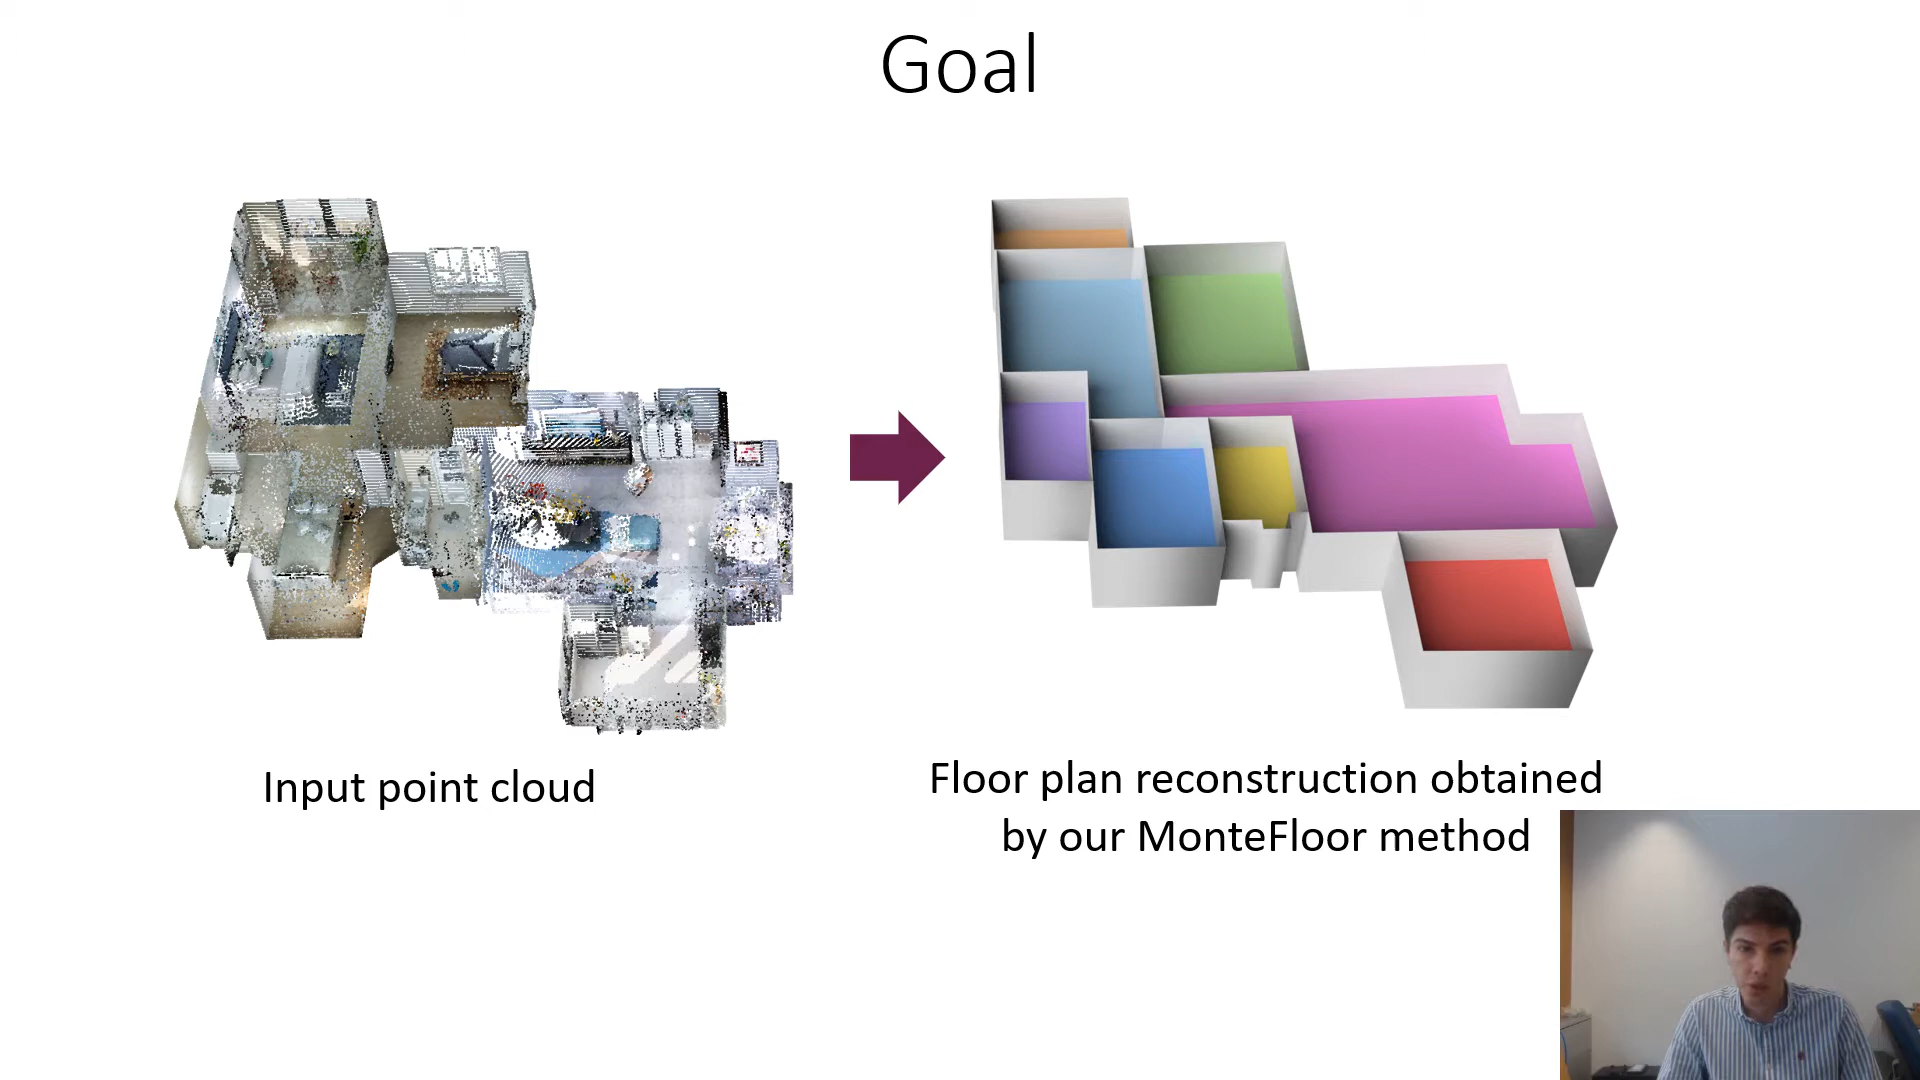 Goal
Input point cloud
Floor plan reconstruction obtained
by our MonteFloor method